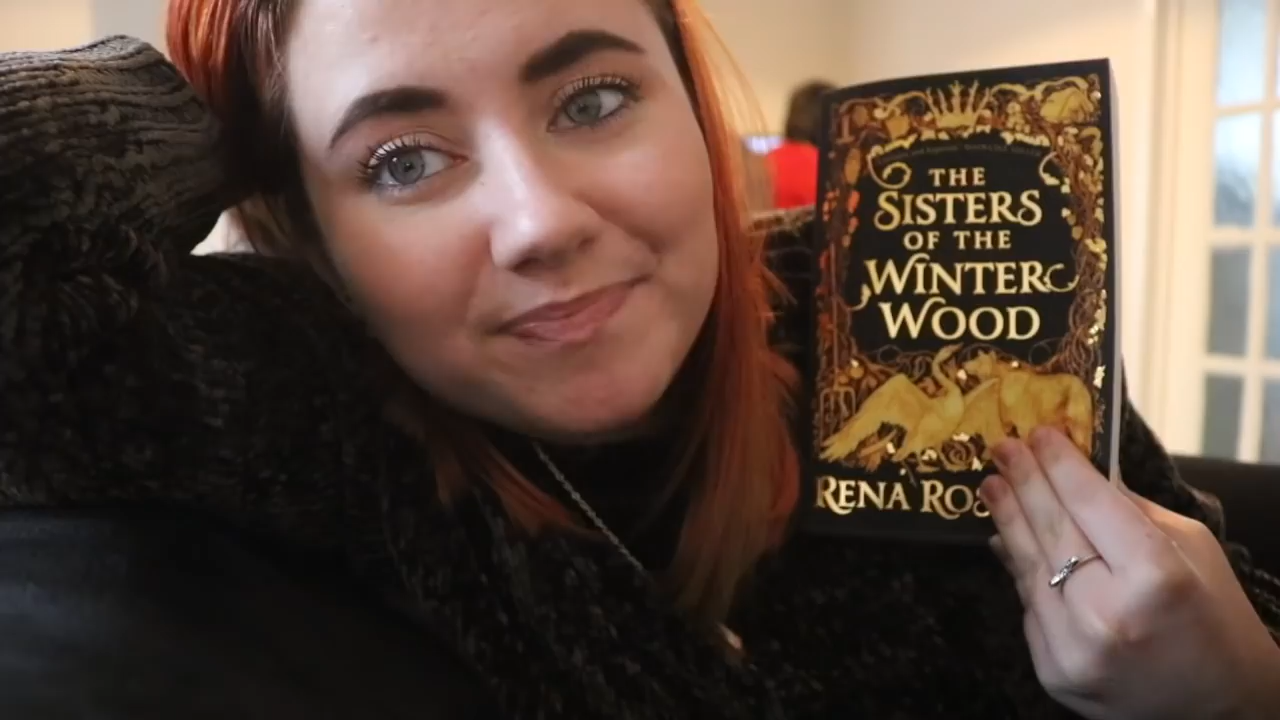 THE
SISTERS
OF THE
WINTER
WOOD
RENA ROS